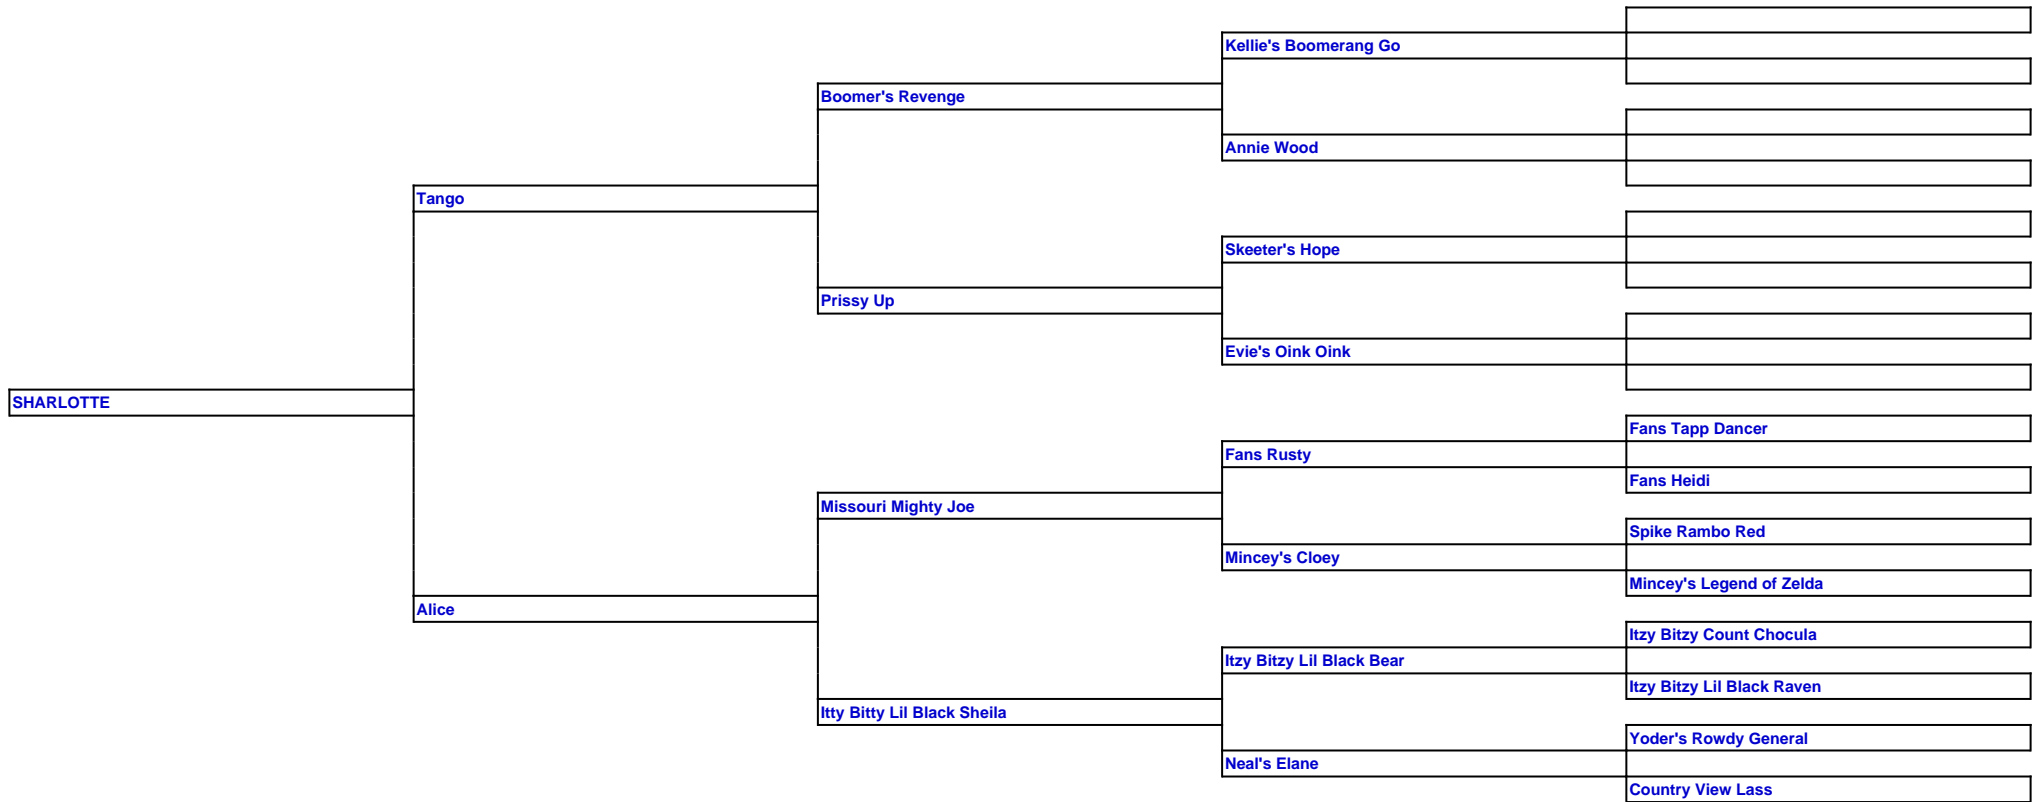 Kellie's Boomerang Go
Boomer's Revenge
Annie Wood
Tango
Skeeter's Hope
Prissy Up
Evie's Oink Oink
SHARLOTTE
Fans Tapp Dancer
Fans Rusty
Fans Heidi
Missouri Mighty Joe
Spike Rambo Red
Mincey's Cloey
Mincey's Legend of Zelda
Alice
Itzy Bitzy Count Chocula
Itzy Bitzy Lil Black Bear
Itzy Bitzy Lil Black Raven
Itty Bitty Lil Black Sheila
Yoder's Rowdy General
Neal's Elane
Country View Lass